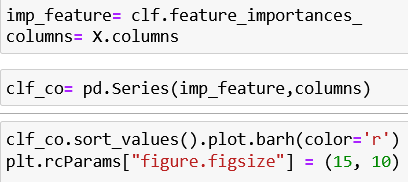 imp_feature= clf.feature_importances_
columns= X.columns
clf_co= pd.Series(imp_feature,columns)
clf_co.sort_values().plot.barh(color='r')
plt.rcParams["figure.figsize"] = (15, 10)